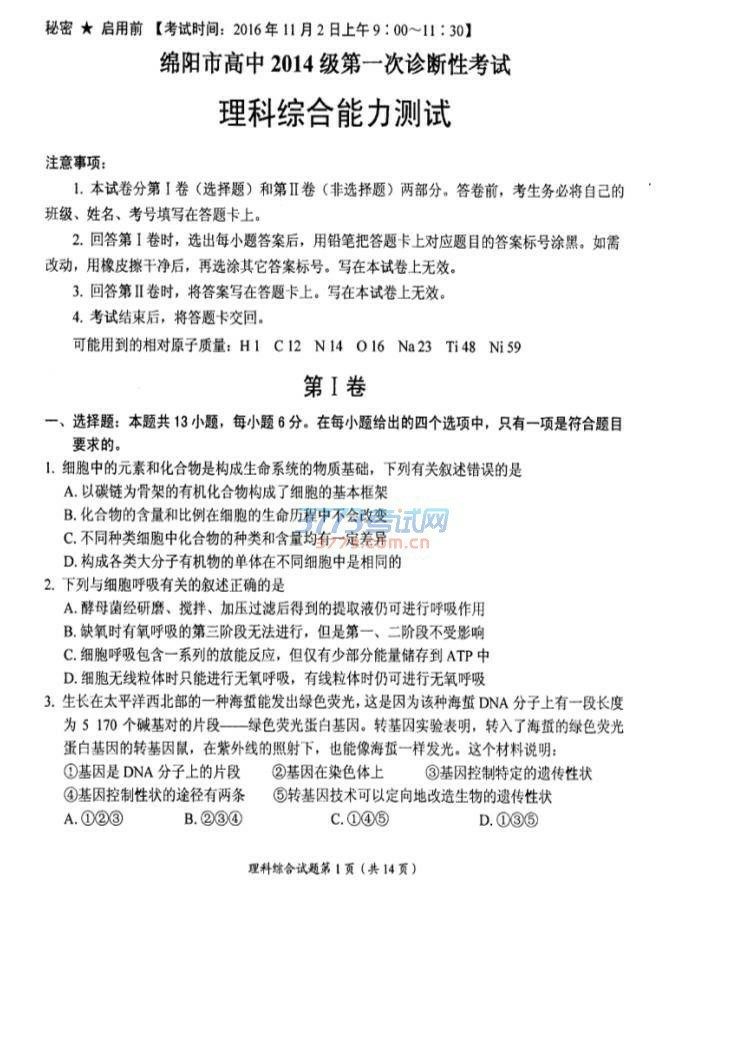 秘密 ★ 启用前 【考试时间：2016 年 11 月 2 日上午 9：00～11：30】
绵阳市高中 2014 级第一次诊断性考试
理科综合能力测试
注意事项：
1. 本试卷分第Ⅰ卷（选择题）和第Ⅱ卷（非选择题）两部分。答卷前，考生务必将自己的
班级、姓名、考号填写在答题卡上。
2. 回答第Ⅰ卷时，选出每小题答案后，用铅笔把答题卡上对应题目的答案标号涂黑。如需
改动，用橡皮擦干净后，再选涂其它答案标号。写在本试卷上无效。
3. 回答第Ⅱ卷时，将答案写在答题卡上。写在本试卷上无效。
4. 考试结束后，将答题卡交回。
可能用到的相对原子质量：H 1 C 12 N 14 O 16 Na 23 Ti 48 Ni 59
第Ⅰ卷
一、选择题：本题共 13 小题，每小题 6 分。在每小题给出的四个选项中，只有一项是符合题目
要求的。
1. 细胞中的元素和化合物是构成生命系统的物质基础，下列有关叙述错误的是
A. 以碳链为骨架的有机化合物构成了细胞的基本框架
B. 化合物的含量和比例在细胞的生命历程中不会改变
C. 不同种类细胞中化合物的种类和含量均有一定差异
D. 构成各类大分子有机物的单体在不同细胞中是相同的
3773考试网
3773.com.cn
2. 下列与细胞呼吸有关的叙述正确的是
A. 酵母菌经研磨、搅拌、加压过滤后得到的提取液仍可进行呼吸作用
B. 缺氧时有氧呼吸的第三阶段无法进行，但是第一、二阶段不受影响
C. 细胞呼吸包含一系列的放能反应，但仅有少部分能量储存到 ATP 中
D. 细胞无线粒体时只能进行无氧呼吸，有线粒体时仍可进行无氧呼吸
3. 生长在太平洋西北部的一种海蜇能发出绿色荧光，这是因为该种海蜇 DNA 分子上有一段长度
为 5 170 个碱基对的片段——绿色荧光蛋白基因。转基因实验表明，转入了海蜇的绿色荧光
蛋白基因的转基因鼠，在紫外线的照射下，也能像海蜇一样发光。这个材料说明：
①基因是 DNA 分子上的片段 ②基因在染色体上 ③基因控制特定的遗传性状
④基因控制性状的途径有两条 ⑤转基因技术可以定向地改造生物的遗传性状
A. ①②③ B. ②③④ C. ①④⑤ D. ①③⑤
理科综合试题第 1 页（共 14 页）